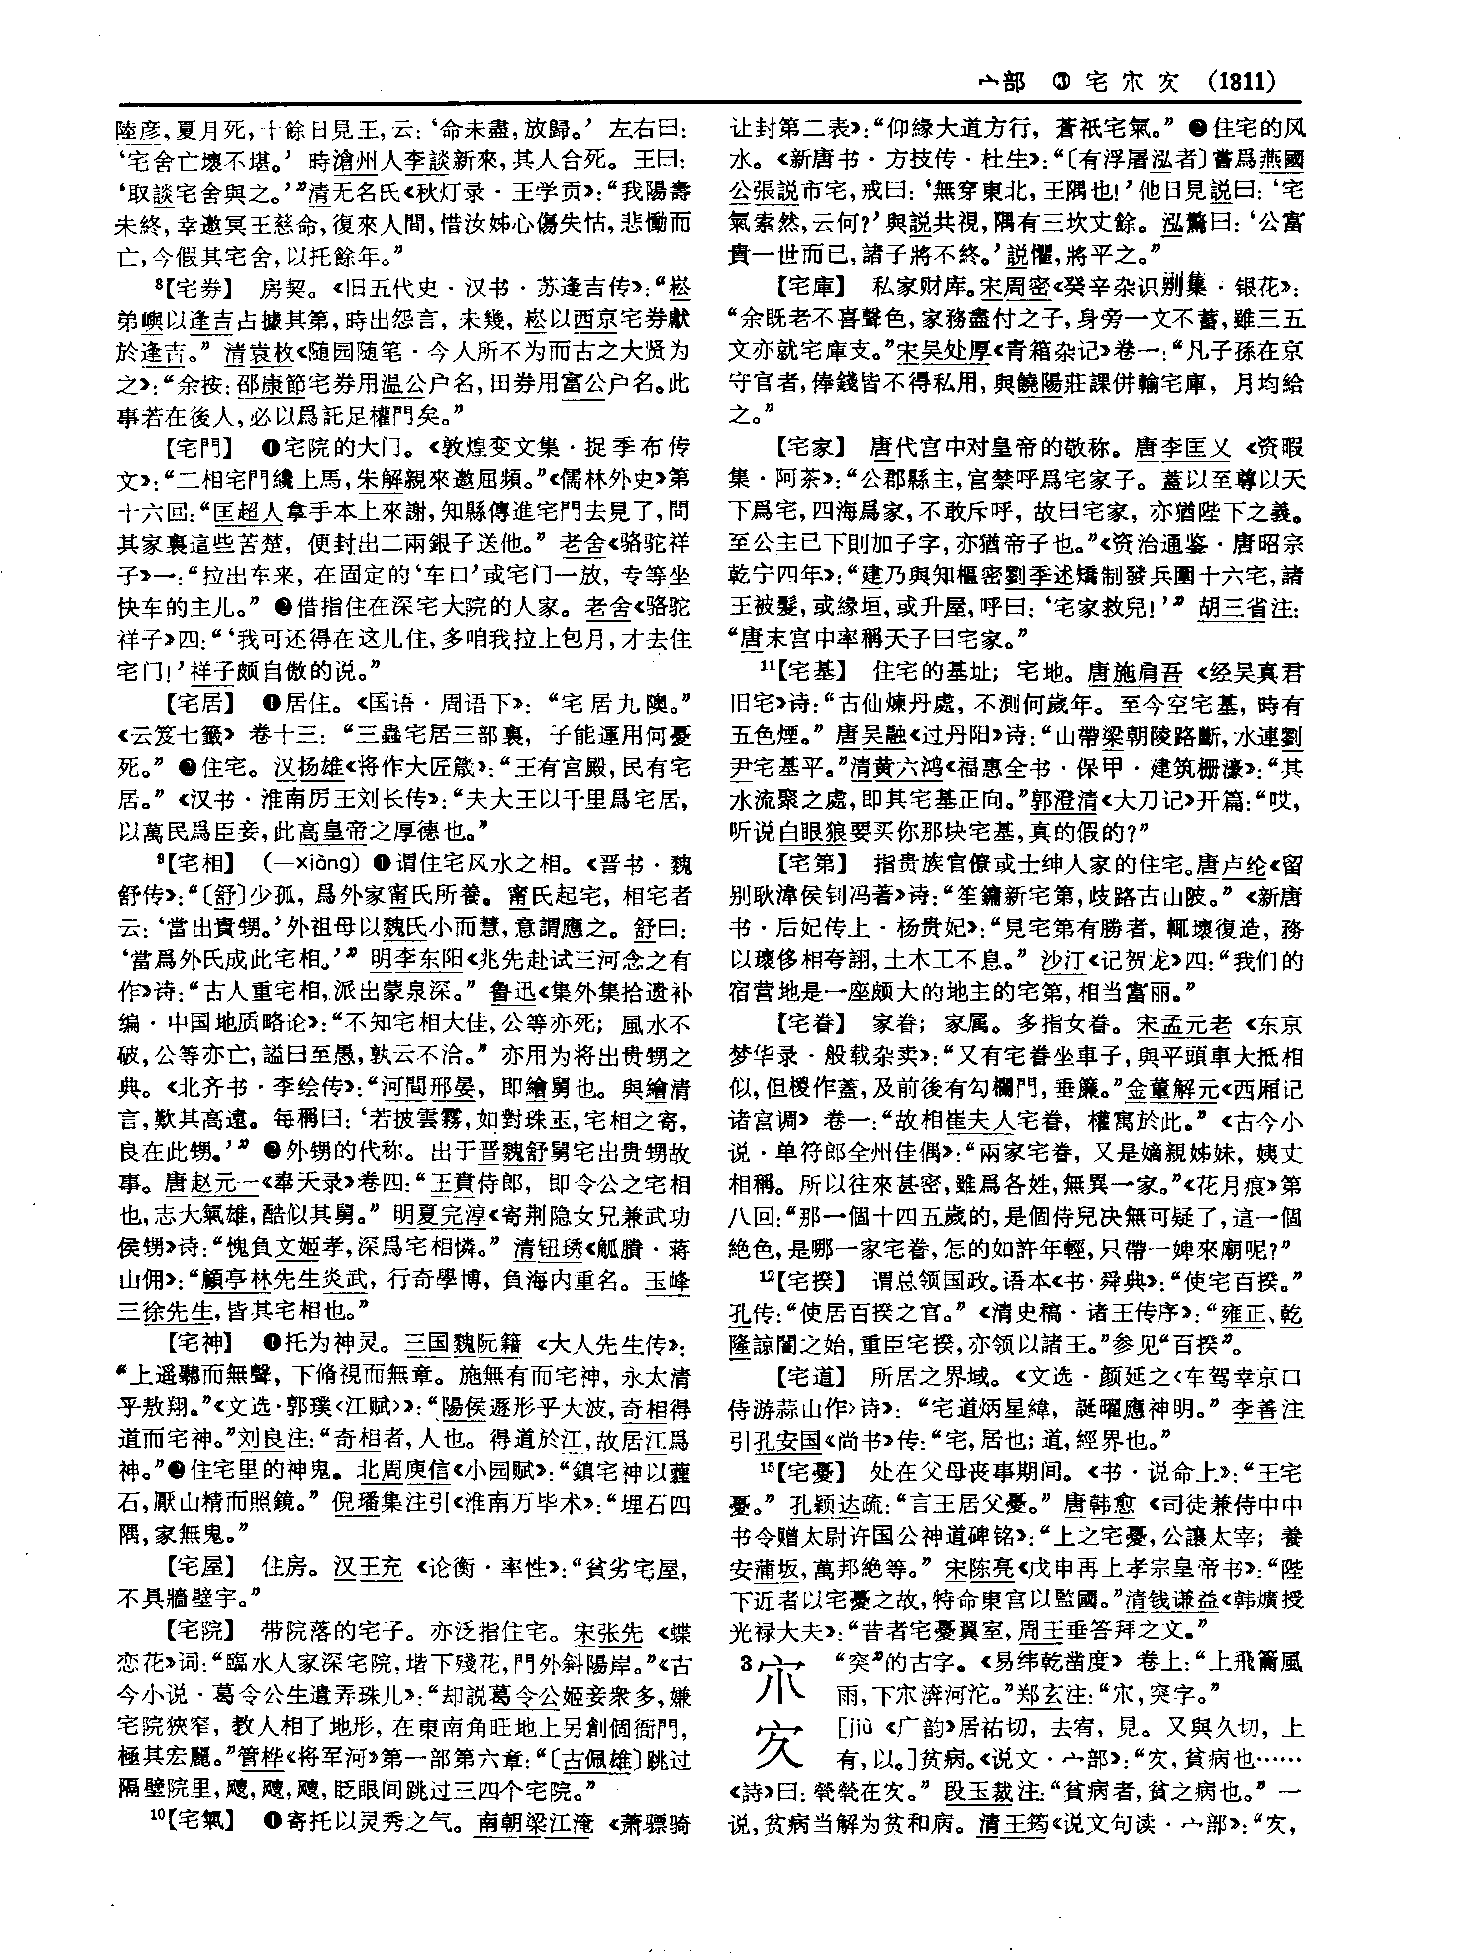 宀部 ③ 宅 宋 㝌 (1311)
陸彦,夏月死,十餘日見王,云:‘命未盡,放歸。’ 左右曰:
‘宅舍亡壞不堪。’ 時滄州人李談新來,其人合死。王曰:
‘取談宅舍與之。’”清无名氏《秋灯录·王学贡》:“我陽壽
未終,幸邀冥王慈命,復來人間,惜汝姊心傷失怙,悲慟而
亡,今假其宅舍,以托餘年。”
8【宅券】 房契。《旧五代史·汉书·苏逢吉传》:“崧
弟㠗以逢吉占據其第,時出怨言,未幾,崧以西京宅券獻
於逢吉。” 清袁枚《随园随笔·今人所不为而古之大贤为
之》:“余按:邵康節宅券用温公户名,田券用富公户名。此
事若在後人,必以爲託足權門矣。”
【宅門】 ❶宅院的大门。《敦煌变文集·捉季布传
文》:“二相宅門纔上馬,朱解親來邀屈頻。”《儒林外史》第
十六回:“匡超人拿手本上來謝,知縣傳進宅門去見了,問
其家裏這些苦楚,便封出二兩銀子送他。” 老舍《骆驼祥
子》一:“拉出车来,在固定的‘车口’或宅门一放,专等坐
快车的主儿。” ❷借指住在深宅大院的人家。老舍《骆驼
祥子》四:“‘我可还得在这儿住,多咱我拉上包月,才去住
宅门!’祥子颇自傲的说。”
【宅居】 ❶居住。《国语·周语下》:“宅居九隩。”
《云笈七籤》卷十三:“三蟲宅居三部裏,子能運用何憂
死。” ❷住宅。汉扬雄《将作大匠箴》:“王有宫殿,民有宅
居。”《汉书·淮南厉王刘长传》:“夫大王以千里爲宅居,
以萬民爲臣妾,此高皇帝之厚德也。”
9【宅相】 (—xiàng) ❶谓住宅风水之相。《晋书·魏
舒传》:“〔舒〕少孤,爲外家甯氏所養。甯氏起宅,相宅者
云:‘當出貴甥。’外祖母以魏氏小而慧,意謂應之。舒曰:
‘當爲外氏成此宅相。’” 明李东阳《兆先赴试三河念之有
作》诗:“古人重宅相,派出蒙泉深。” 鲁迅《集外集拾遗补
编·中国地质略论》:“不知宅相大佳,公等亦死;風水不
破,公等亦亡,謚曰至愚,孰云不洽。” 亦用为将出贵甥之
典。《北齐书·李绘传》:“河間邢晏,即繪舅也。與繪清
言,歎其高遠。每稱曰:‘若披雲霧,如對珠玉,宅相之寄,
良在此甥。’” ❷外甥的代称。出于晋魏舒舅宅出贵甥故
事。唐赵元一《奉天录》卷四:“王賁侍郎,即令公之宅相
也,志大氣雄,酷似其舅。” 明夏完淳《寄荆隐女兄兼武功
侯甥》诗:“愧負文姬孝,深爲宅相憐。” 清钮琇《觚賸·蒋
山佣》:“顧亭林先生炎武,行奇學博,負海内重名。玉峰
三徐先生,皆其宅相也。”
【宅神】 ❶托为神灵。三国魏阮籍《大人先生传》:
“上遥聽而無聲,下脩視而無章。施無有而宅神,永太清
乎敖翔。”《文选·郭璞〈江赋〉》:“陽侯遯形乎大波,奇相得
道而宅神。”刘良注:“奇相者,人也。得道於江,故居江爲
神。”❷住宅里的神鬼。北周庾信《小园赋》:“鎮宅神以薶
石,厭山精而照鏡。” 倪璠集注引《淮南万毕术》:“埋石四
隅,家無鬼。”
【宅屋】 住房。汉王充《论衡·率性》:“貧劣宅屋,
不具牆壁宇。”
【宅院】 带院落的宅子。亦泛指住宅。宋张先《蝶
恋花》词:“臨水人家深宅院,堦下殘花,門外斜陽岸。”《古
今小说·葛令公生遣弄珠儿》:“却說葛令公姬妾衆多,嫌
宅院狹窄,教人相了地形,在東南角旺地上另創個衙門,
極其宏麗。”管桦《将军河》第一部第六章:“〔古佩雄〕跳过
隔壁院里,飕,飕,飕,眨眼间跳过三四个宅院。”
10【宅氣】 ❶寄托以灵秀之气。南朝梁江淹《萧骠骑
让封第二表》:“仰緣大道方行,蒼祇宅氣。” ❷住宅的风
水。《新唐书·方技传·杜生》:“〔有浮屠泓者〕嘗爲燕國
公張説市宅,戒曰:‘無穿東北,王隅也!’他日見説曰:‘宅
氣索然,云何?’與説共視,隅有三坎丈餘。泓驚曰:‘公富
貴一世而已,諸子將不終。’説懼,將平之。”
【宅庫】 私家财库。宋周密《癸辛杂识别集·银花》:
“余既老不喜聲色,家務盡付之子,身旁一文不蓄,雖三五
文亦就宅庫支。”宋吴处厚《青箱杂记》卷一:“凡子孫在京
守官者,俸錢皆不得私用,與饒陽莊課併輸宅庫,月均給
之。”
【宅家】 唐代宫中对皇帝的敬称。唐李匡乂《资暇
集·阿茶》:“公郡縣主,宫禁呼爲宅家子。蓋以至尊以天
下爲宅,四海爲家,不敢斥呼,故曰宅家,亦猶陛下之義。
至公主已下則加子字,亦猶帝子也。”《资治通鉴·唐昭宗
乾宁四年》:“建乃與知樞密劉季述矯制發兵圍十六宅,諸
王被髮,或緣垣,或升屋,呼曰:‘宅家救兒!’” 胡三省注:
“唐末宫中率稱天子曰宅家。”
11【宅基】 住宅的基址;宅地。唐施肩吾《经吴真君
旧宅》诗:“古仙煉丹處,不測何歲年。至今空宅基,時有
五色煙。” 唐吴融《过丹阳》诗:“山帶梁朝陵路斷,水連劉
尹宅基平。”清黄六鸿《福惠全书·保甲·建筑栅濠》:“其
水流聚之處,即其宅基正向。”郭澄清《大刀记》开篇:“哎,
听说白眼狼要买你那块宅基,真的假的?”
【宅第】 指贵族官僚或士绅人家的住宅。唐卢纶《留
别耿湋侯钊冯著》诗:“笙鏞新宅第,歧路古山陂。”《新唐
书·后妃传上·杨贵妃》:“見宅第有勝者,輒壞復造,務
以瓌侈相夸詡,土木工不息。” 沙汀《记贺龙》四:“我们的
宿营地是一座颇大的地主的宅第,相当富丽。”
【宅眷】 家眷;家属。多指女眷。宋孟元老《东京
梦华录·般载杂卖》:“又有宅眷坐車子,與平頭車大抵相
似,但椶作蓋,及前後有勾欄門,垂簾。”金董解元《西厢记
诸宫调》卷一:“故相崔夫人宅眷,權寓於此。”《古今小
说·单符郎全州佳偶》:“兩家宅眷,又是嫡親姊妹,姨丈
相稱。所以往來甚密,雖爲各姓,無異一家。”《花月痕》第
八回:“那一個十四五歲的,是個侍兒决無可疑了,這一個
絶色,是哪一家宅眷,怎的如許年輕,只帶一婢來廟呢?”
12【宅揆】 谓总领国政。语本《书·舜典》:“使宅百揆。”
孔传:“使居百揆之官。”《清史稿·诸王传序》:“雍正、乾
隆諒闇之始,重臣宅揆,亦领以諸王。”参见“百揆”。
【宅道】 所居之界域。《文选·颜延之〈车驾幸京口
侍游蒜山作〉诗》:“宅道炳星緯,誕曜應神明。” 李善注
引孔安国《尚书》传:“宅,居也;道,經界也。”
15【宅憂】 处在父母丧事期间。《书·说命上》:“王宅
憂。” 孔颖达疏:“言王居父憂。” 唐韩愈《司徒兼侍中中
书令赠太尉许国公神道碑铭》:“上之宅憂,公讓太宰;養
安蒲坂,萬邦絶等。” 宋陈亮《戊申再上孝宗皇帝书》:“陛
下近者以宅憂之故,特命東宫以監國。”清钱谦益《韩爌授
光禄大夫》:“昔者宅憂翼室,周王垂答拜之文。”
3 㝉 “突”的古字。《易纬乾凿度》卷上:“上飛籥風
雨,下㝉漭河沱。”郑玄注:“㝉,突字。”
㝌 [jiù 《广韵》居祐切,去宥,見。又與久切,上
有,以。]贫病。《说文·宀部》:“㝌,貧病也……
《詩》曰:煢煢在㝌。” 段玉裁注:“貧病者,貧之病也。” 一
说,贫病当解为贫和病。清王筠《说文句读·宀部》:“㝌,